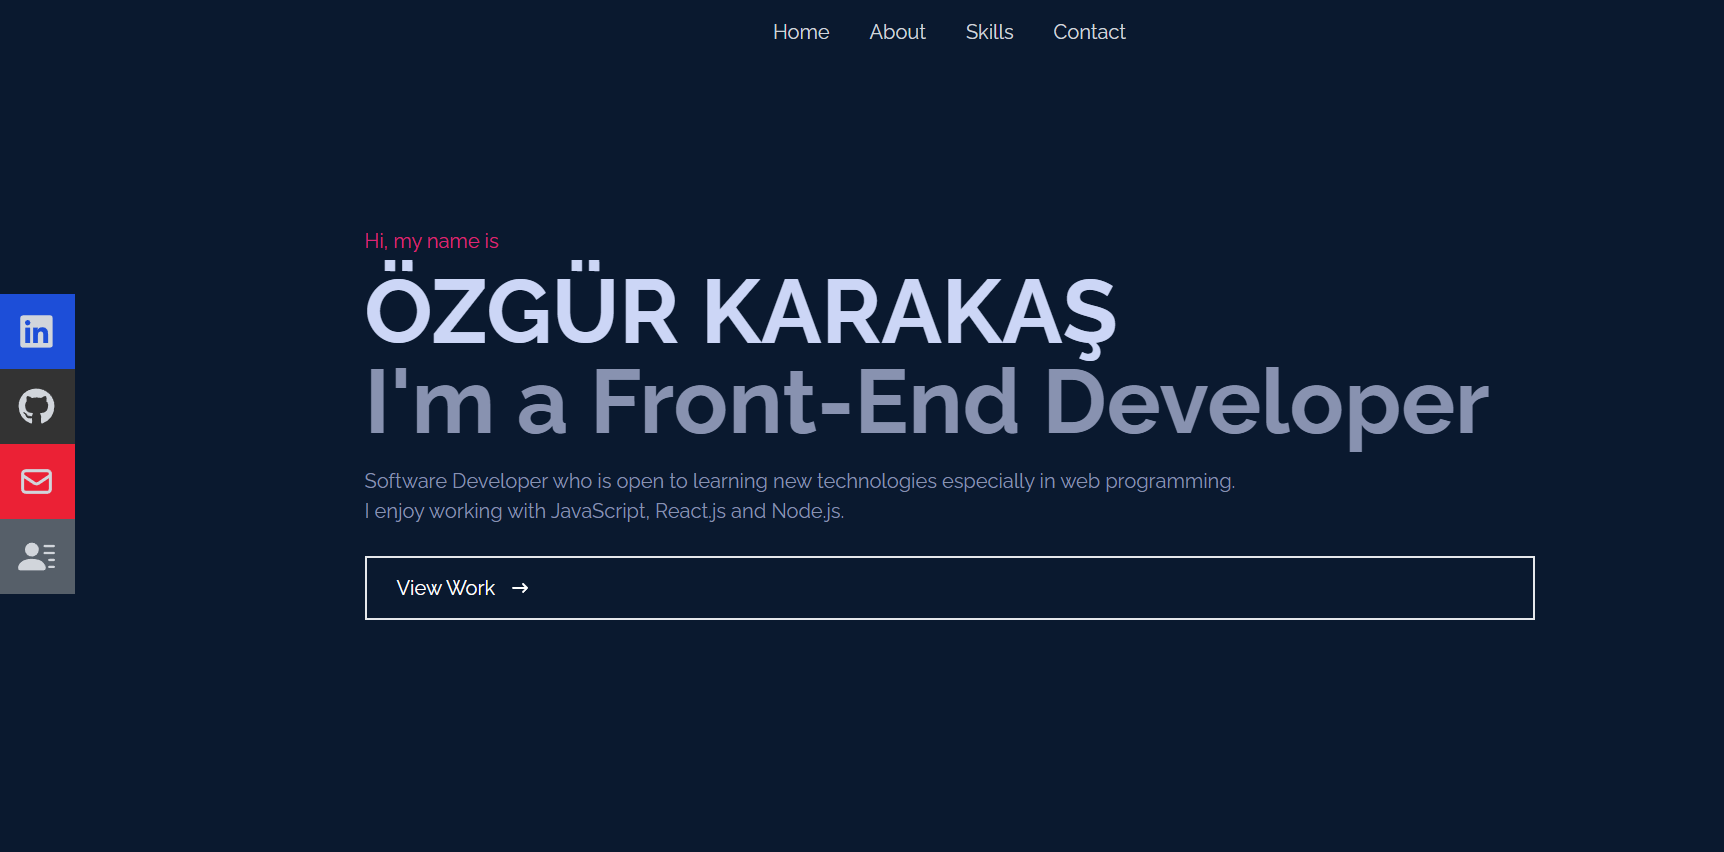 Home About Skills Contact
Hi, my name is
ÖZGÜR KARAKAŞ
I'm a Front-End Developer
Software Developer who is open to learning new technologies especially in web programming.
I enjoy working with JavaScript, React.js and Node.js.
View Work →
in